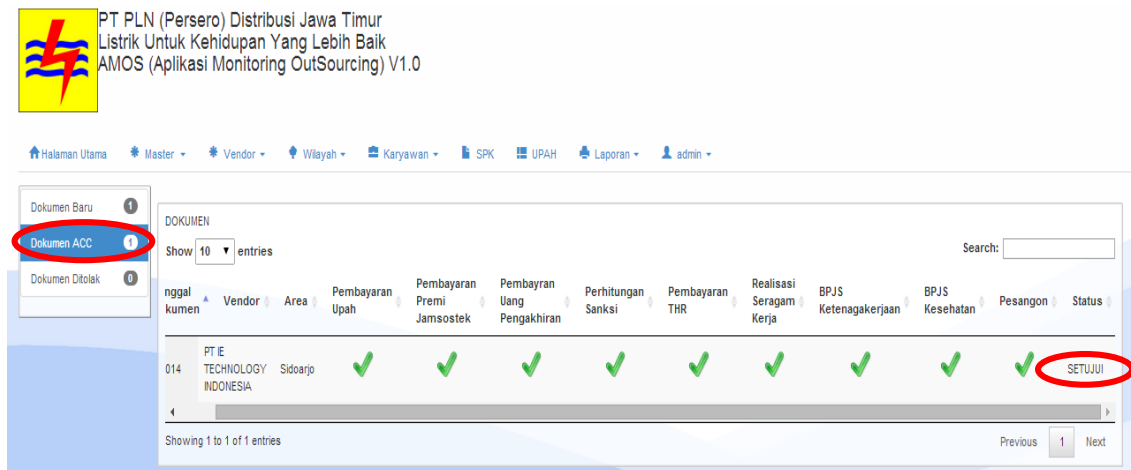 PT PLN (Persero) Distribusi Jawa Timur
Listrik Untuk Kehidupan Yang Lebih Baik
AMOS (Aplikasi Monitoring OutSourcing) V1.0
Halaman Utama Master Vendor Wilayah Karyawan SPK UPAH Laporan admin
Dokumen Baru 1
Dokumen ACC 1
Dokumen Ditolak 0
DOKUMEN
Show 10 entries Search:
nggal
kumen
Vendor
Area
Pembayaran
Upah
Pembayaran
Premi
Jamsostek
Pembayran
Uang
Pengakhiran
Perhitungan
Sanksi
Pembayaran
THR
Realisasi
Seragam
Kerja
BPJS
Ketenagakerjaan
BPJS
Kesehatan
Pesangon
Status
014
PT IE
TECHNOLOGY
INDONESIA
Sidoarjo
SETUJUI
Showing 1 to 1 of 1 entries Previous 1 Next